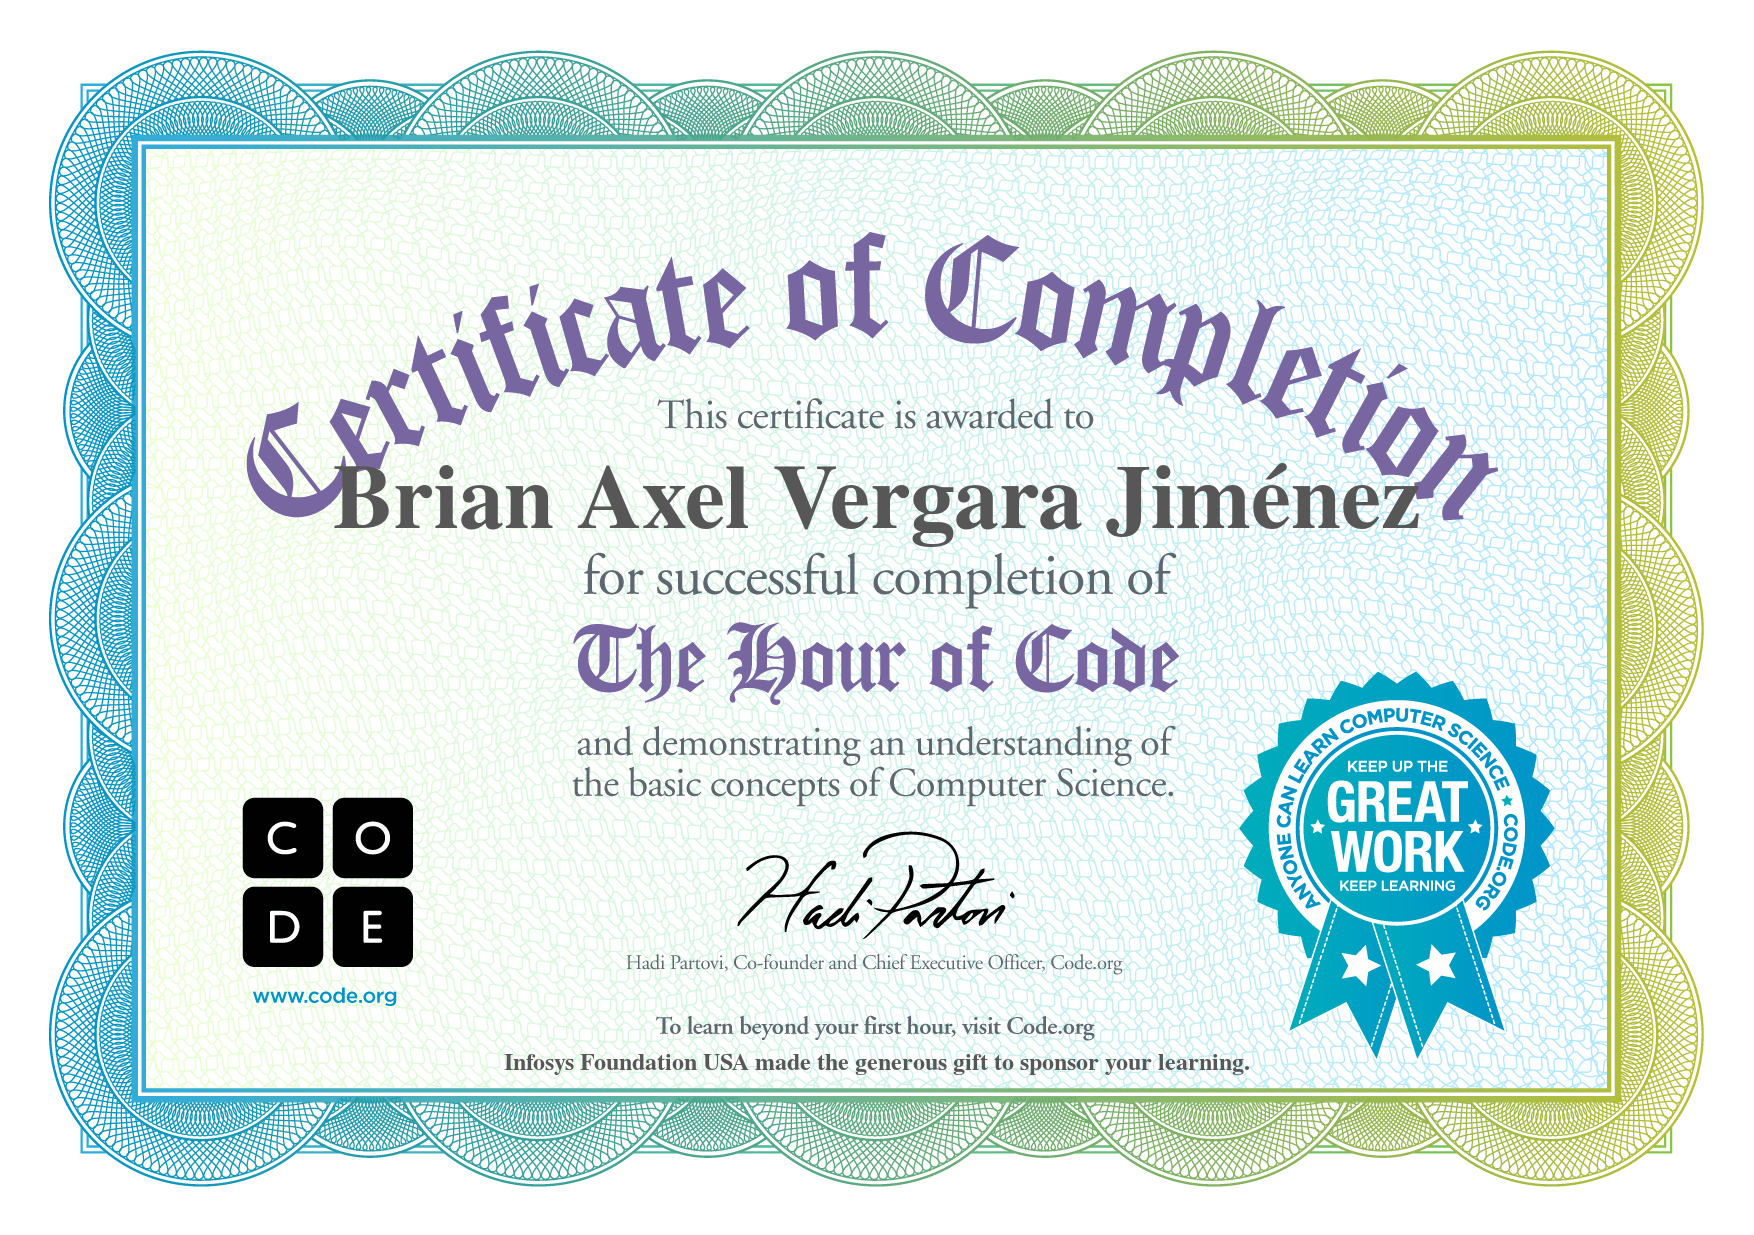 Certificate of Completion
This certificate is awarded to
Brian Axel Vergara Jiménez
for successful completion of
The Hour of Code
and demonstrating an understanding of
the basic concepts of Computer Science.
C O
D E
www.code.org
Hadi Partovi
Hadi Partovi, Co-founder and Chief Executive Officer, Code.org
To learn beyond your first hour, visit Code.org
Infosys Foundation USA made the generous gift to sponsor your learning.
ANYONE CAN LEARN COMPUTER SCIENCE ★ CODE.ORG
KEEP UP THE
GREAT
WORK
KEEP LEARNING